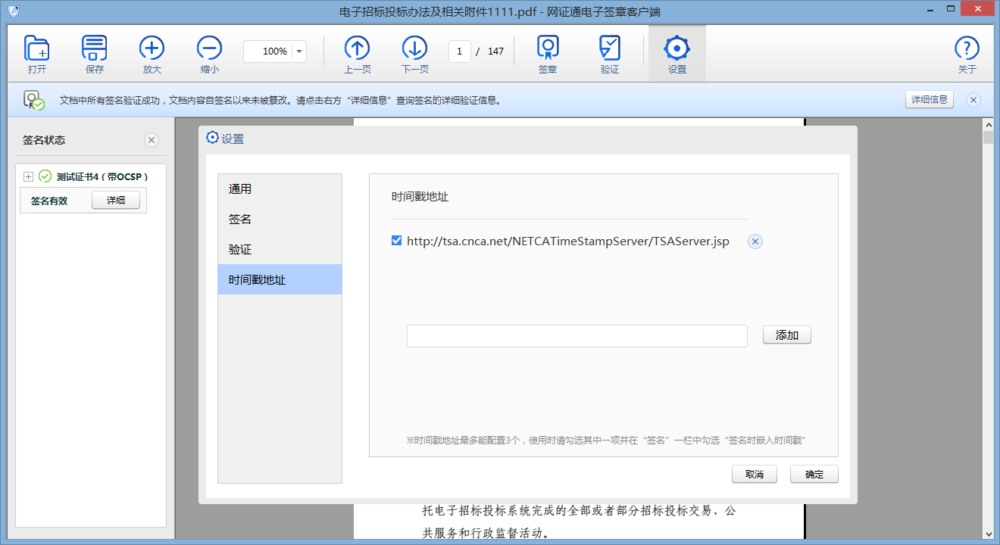 电子招标投标办法及相关附件1111.pdf - 网证通电子签章客户端
打开
保存
放大
缩小
100%
上一页
下一页
1 / 147
签章
验证
设置
关于
文档中所有签名验证成功，文档内容自签名以来未被篡改。请点击右方“详细信息”查询签名的详细验证信息。
详细信息
签名状态
测试证书4（带OCSP）
签名有效
详细
设置
通用
签名
验证
时间戳地址
时间戳地址
http://tsa.cnca.net/NETCATimeStampServer/TSAServer.jsp
添加
※时间戳地址最多能配置3个，使用时请勾选其中一项并在“签名”一栏中勾选“签名时嵌入时间戳”
取消
确定
托电子招标投标系统完成的全部或者部分招标投标交易、公
共服务和行政监督活动。